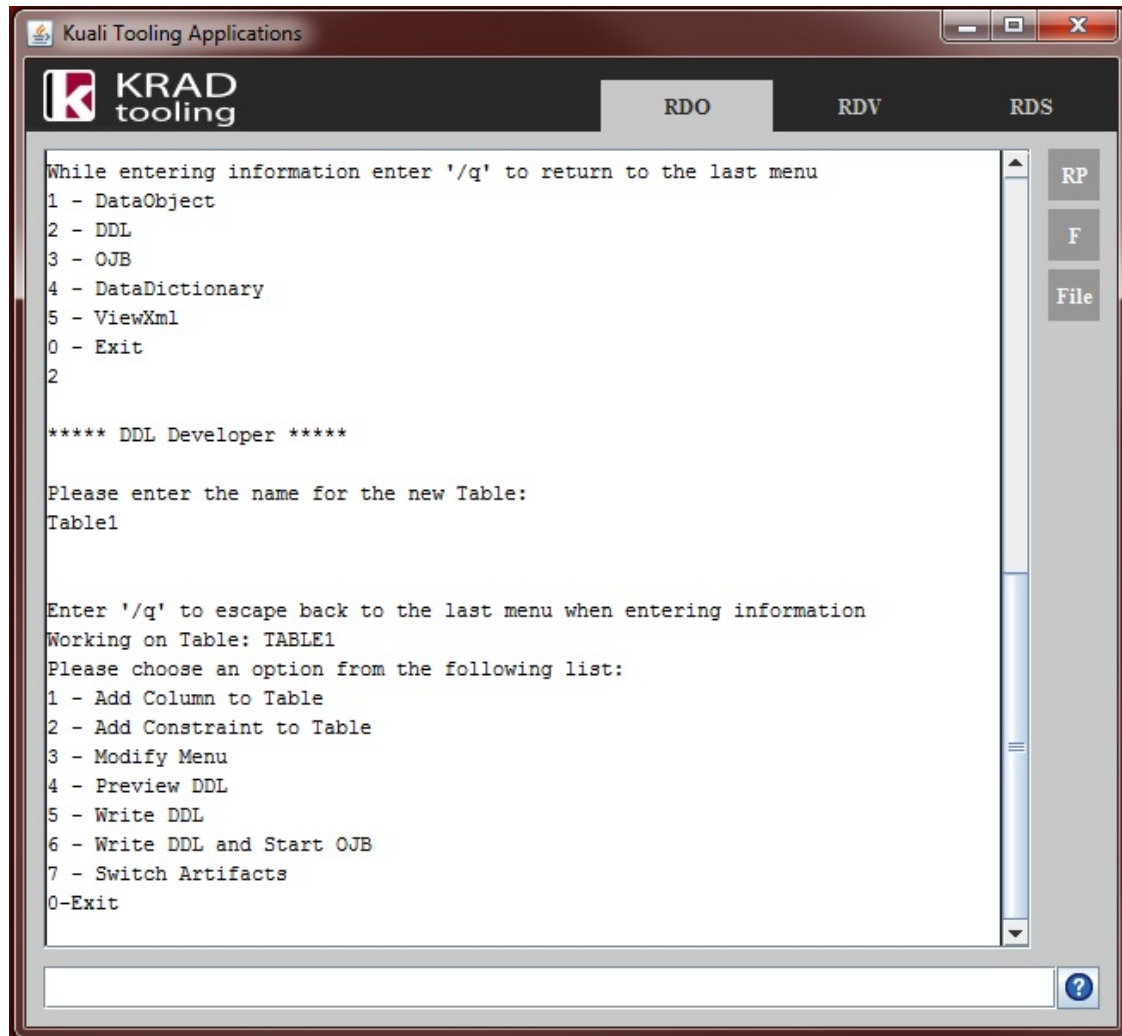 Kuali Tooling Applications
KRAD
tooling
RDO
RDV
RDS
While entering information enter '/q' to return to the last menu
1 - DataObject
2 - DDL
3 - OJB
4 - DataDictionary
5 - ViewXml
0 - Exit
2
***** DDL Developer *****
Please enter the name for the new Table:
Table1
Enter '/q' to escape back to the last menu when entering information
Working on Table: TABLE1
Please choose an option from the following list:
1 - Add Column to Table
2 - Add Constraint to Table
3 - Modify Menu
4 - Preview DDL
5 - Write DDL
6 - Write DDL and Start OJB
7 - Switch Artifacts
0-Exit
RP
F
File